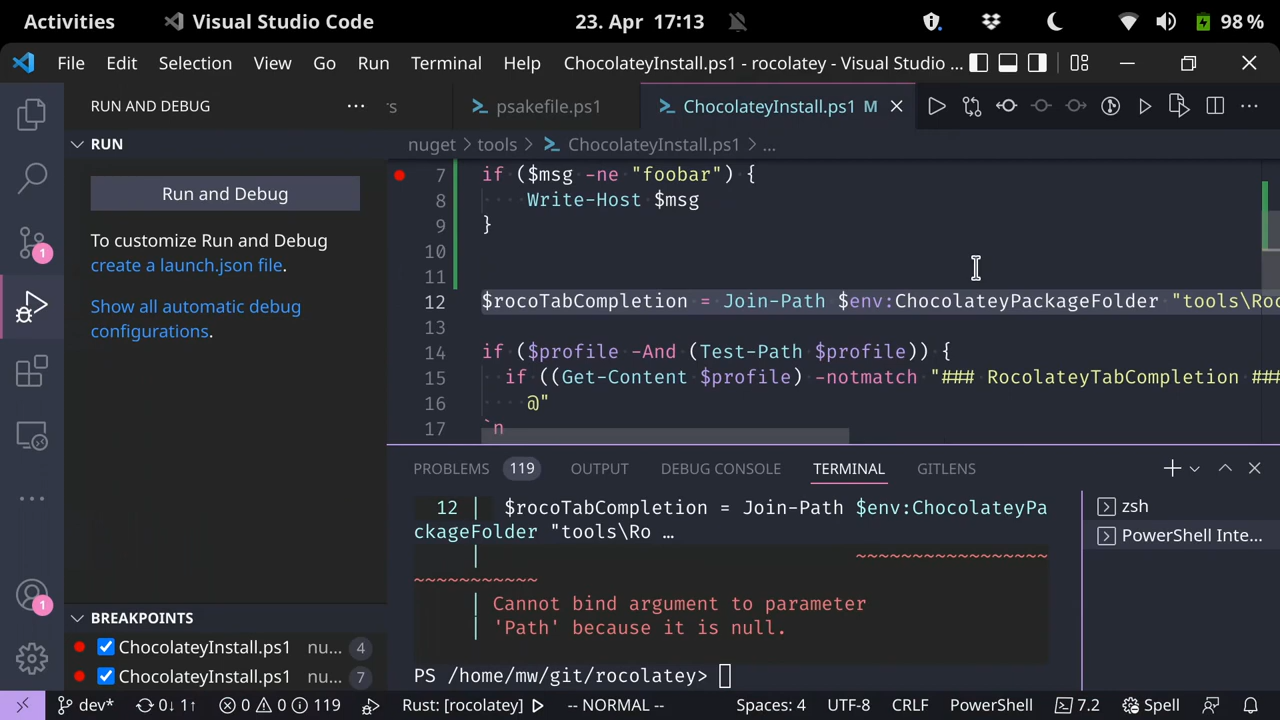 Activities Visual Studio Code 23. Apr 17:13 98 %
File Edit Selection View Go Run Terminal Help ChocolateyInstall.ps1 - rocolatey - Visual Studio …
RUN AND DEBUG ··· rs psakefile.ps1 ChocolateyInstall.ps1 M
RUN
nuget > tools > ChocolateyInstall.ps1 > ...
Run and Debug
To customize Run and Debug
create a launch.json file.
Show all automatic debug
configurations.
7 if ($msg -ne "foobar") {
8 Write-Host $msg
9 }
10
11
12 $rocoTabCompletion = Join-Path $env:ChocolateyPackageFolder "tools\Roc
13
14 if ($profile -And (Test-Path $profile)) {
15 if ((Get-Content $profile) -notmatch "### RocolateyTabCompletion ##
16 @"
17 `n
PROBLEMS 119 OUTPUT DEBUG CONSOLE TERMINAL GITLENS
12 | $rocoTabCompletion = Join-Path $env:ChocolateyPa
ckageFolder "tools\Ro …
| ~~~~~~~~~~~~~~~~~
~~~~~~~~~~~
| Cannot bind argument to parameter
| 'Path' because it is null.
PS /home/mw/git/rocolatey>
zsh
PowerShell Inte...
1
1
BREAKPOINTS
ChocolateyInstall.ps1 nu... 4
ChocolateyInstall.ps1 nu... 7
dev* 0↓ 1↑ 0 0 119 Rust: [rocolatey] -- NORMAL -- Spaces: 4 UTF-8 CRLF PowerShell 7.2 Spell